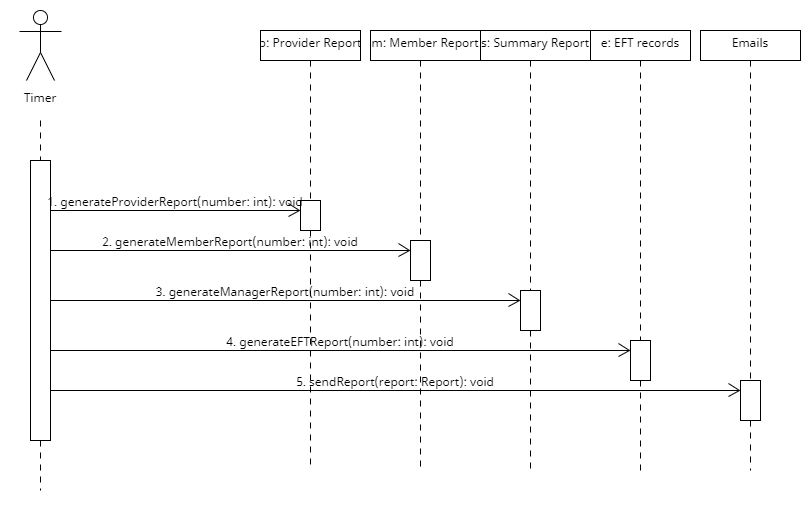 p: Provider Report
m: Member Report
s: Summary Report
e: EFT records
Emails
Timer
1. generateProviderReport(number: int): void
2. generateMemberReport(number: int): void
3. generateManagerReport(number: int): void
4. generateEFTReport(number: int): void
5. sendReport(report: Report): void